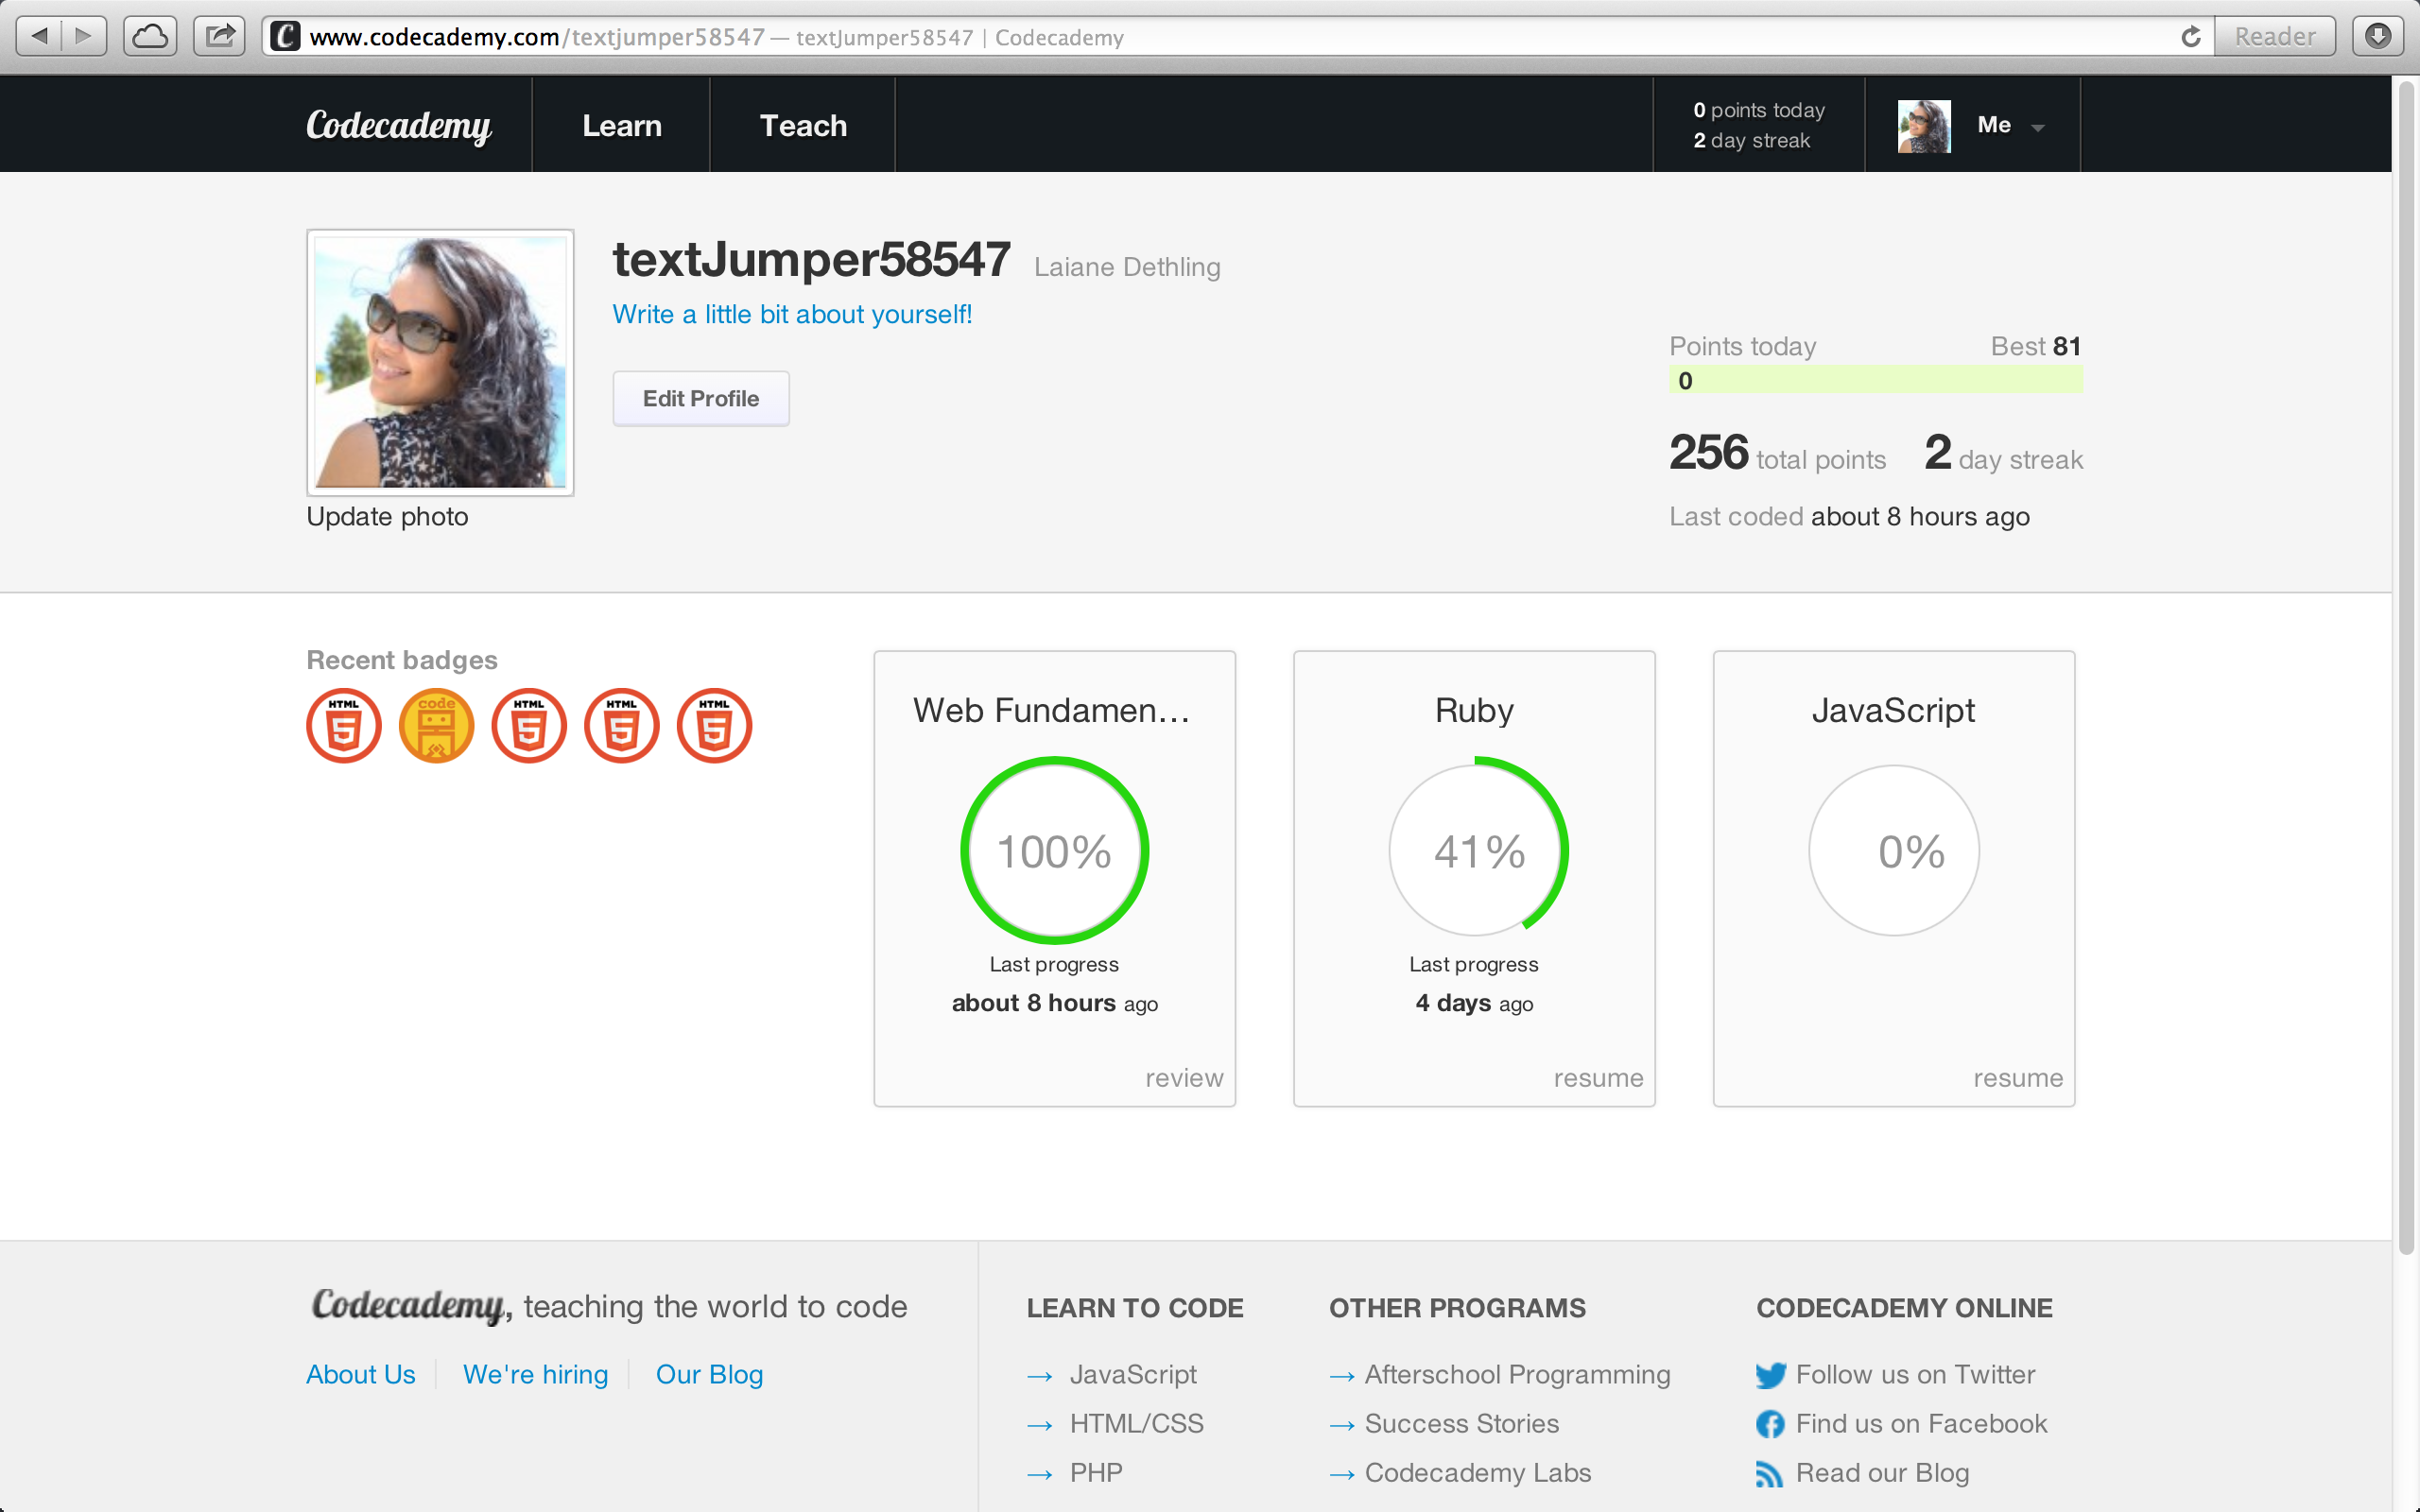 www.codecademy.com/textjumper58547 — textJumper58547 | Codecademy
Reader
Codecademy
Learn
Teach
0 points today
2 day streak
Me
textJumper58547 Laiane Dethling
Write a little bit about yourself!
Edit Profile
Update photo
Points today Best 81
0
256 total points 2 day streak
Last coded about 8 hours ago
Recent badges
HTML 5
code
HTML 5
HTML 5
HTML 5
Web Fundamen...
100%
Last progress
about 8 hours ago
review
Ruby
41%
Last progress
4 days ago
resume
JavaScript
0%
resume
Codecademy, teaching the world to code
About Us
We're hiring
Our Blog
LEARN TO CODE
→ JavaScript
→ HTML/CSS
→ PHP
OTHER PROGRAMS
→ Afterschool Programming
→ Success Stories
→ Codecademy Labs
CODECADEMY ONLINE
Follow us on Twitter
Find us on Facebook
Read our Blog